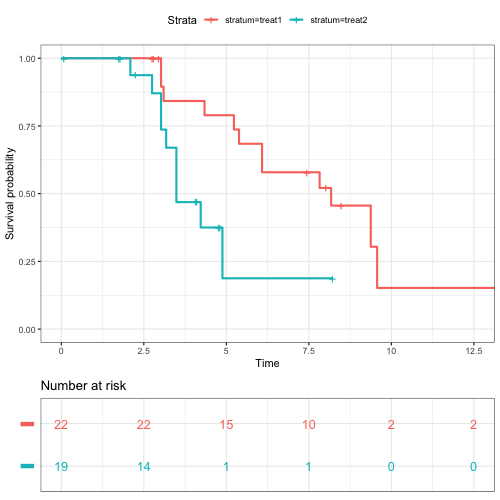 Strata stratum=treat1 stratum=treat2
1.00
0.75
0.50
0.25
0.00
Survival probability
0 2.5 5 7.5 10 12.5
Time
Number at risk
22 22 15 10 2 2
19 14 1 1 0 0